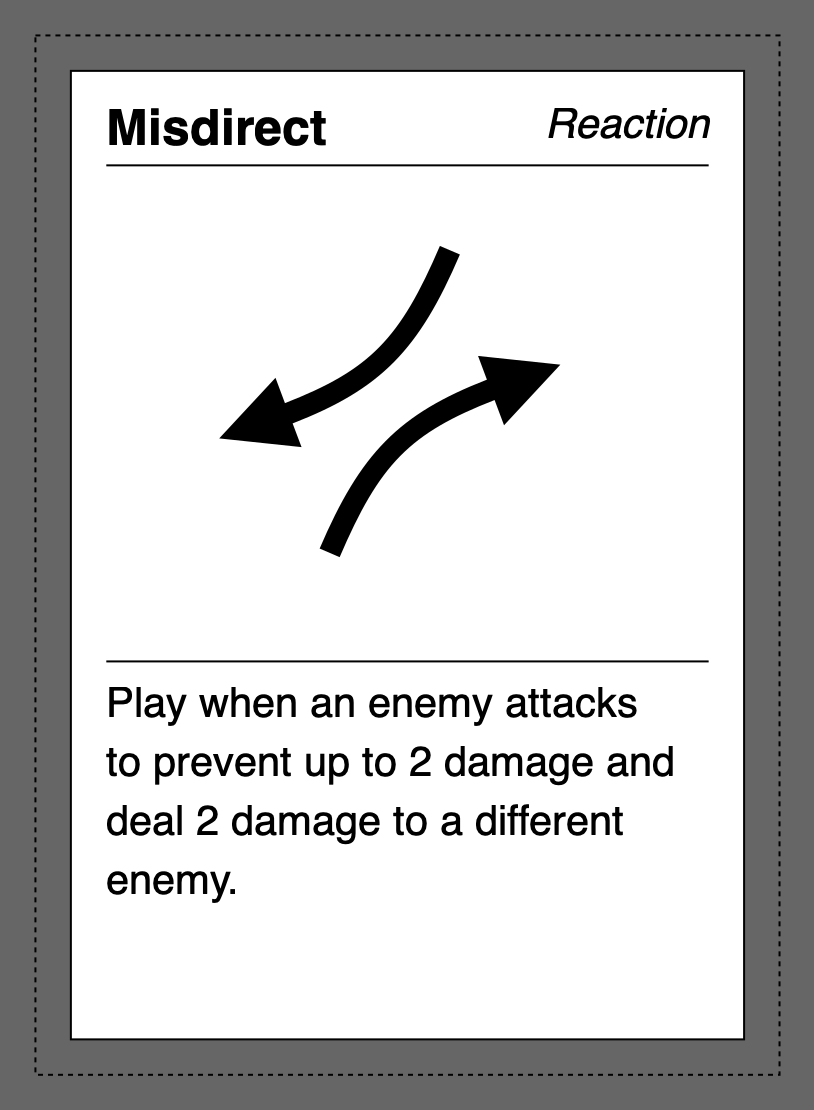 Misdirect
Reaction
Play when an enemy attacks
to prevent up to 2 damage and
deal 2 damage to a different
enemy.